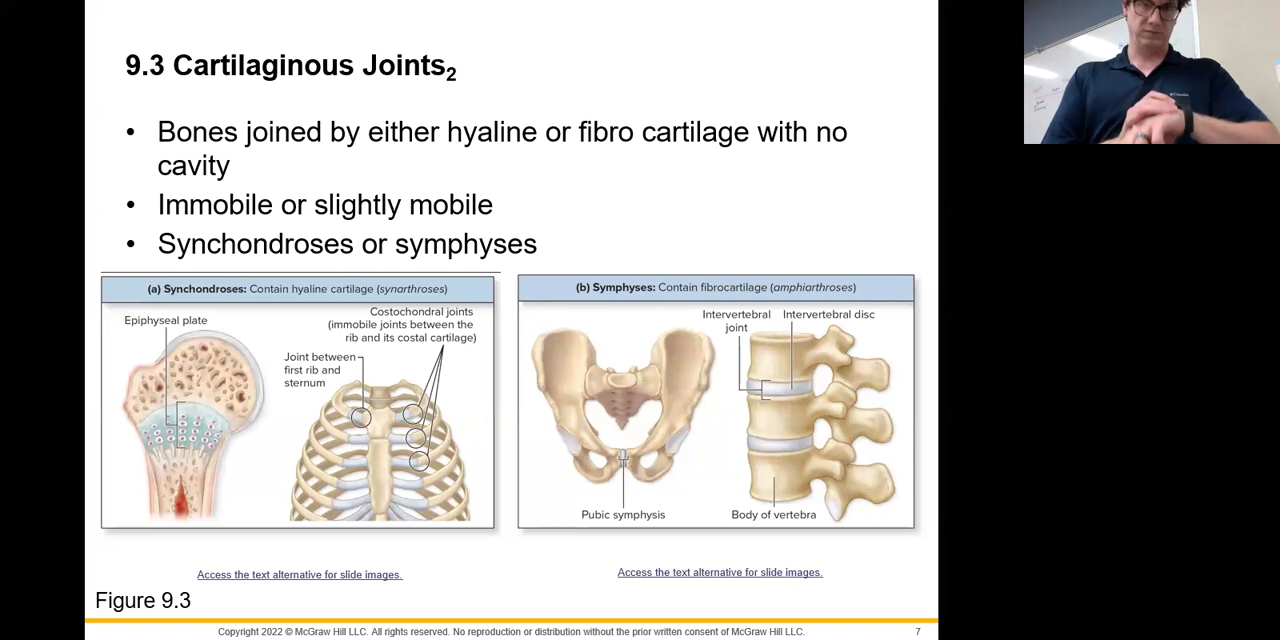 9.3 Cartilaginous Joints2
• Bones joined by either hyaline or fibro cartilage with no
cavity
• Immobile or slightly mobile
• Synchondroses or symphyses
(a) Synchondroses: Contain hyaline cartilage (synarthroses)
Epiphyseal plate
Costochondral joints
(immobile joints between the
rib and its costal cartilage)
Joint between
first rib and
sternum
(b) Symphyses: Contain fibrocartilage (amphiarthroses)
Intervertebral
joint
Intervertebral disc
Pubic symphysis
Body of vertebra
Access the text alternative for slide images.
Access the text alternative for slide images.
Figure 9.3
Copyright 2022 © McGraw Hill LLC. All rights reserved. No reproduction or distribution without the prior written consent of McGraw Hill LLC.
7